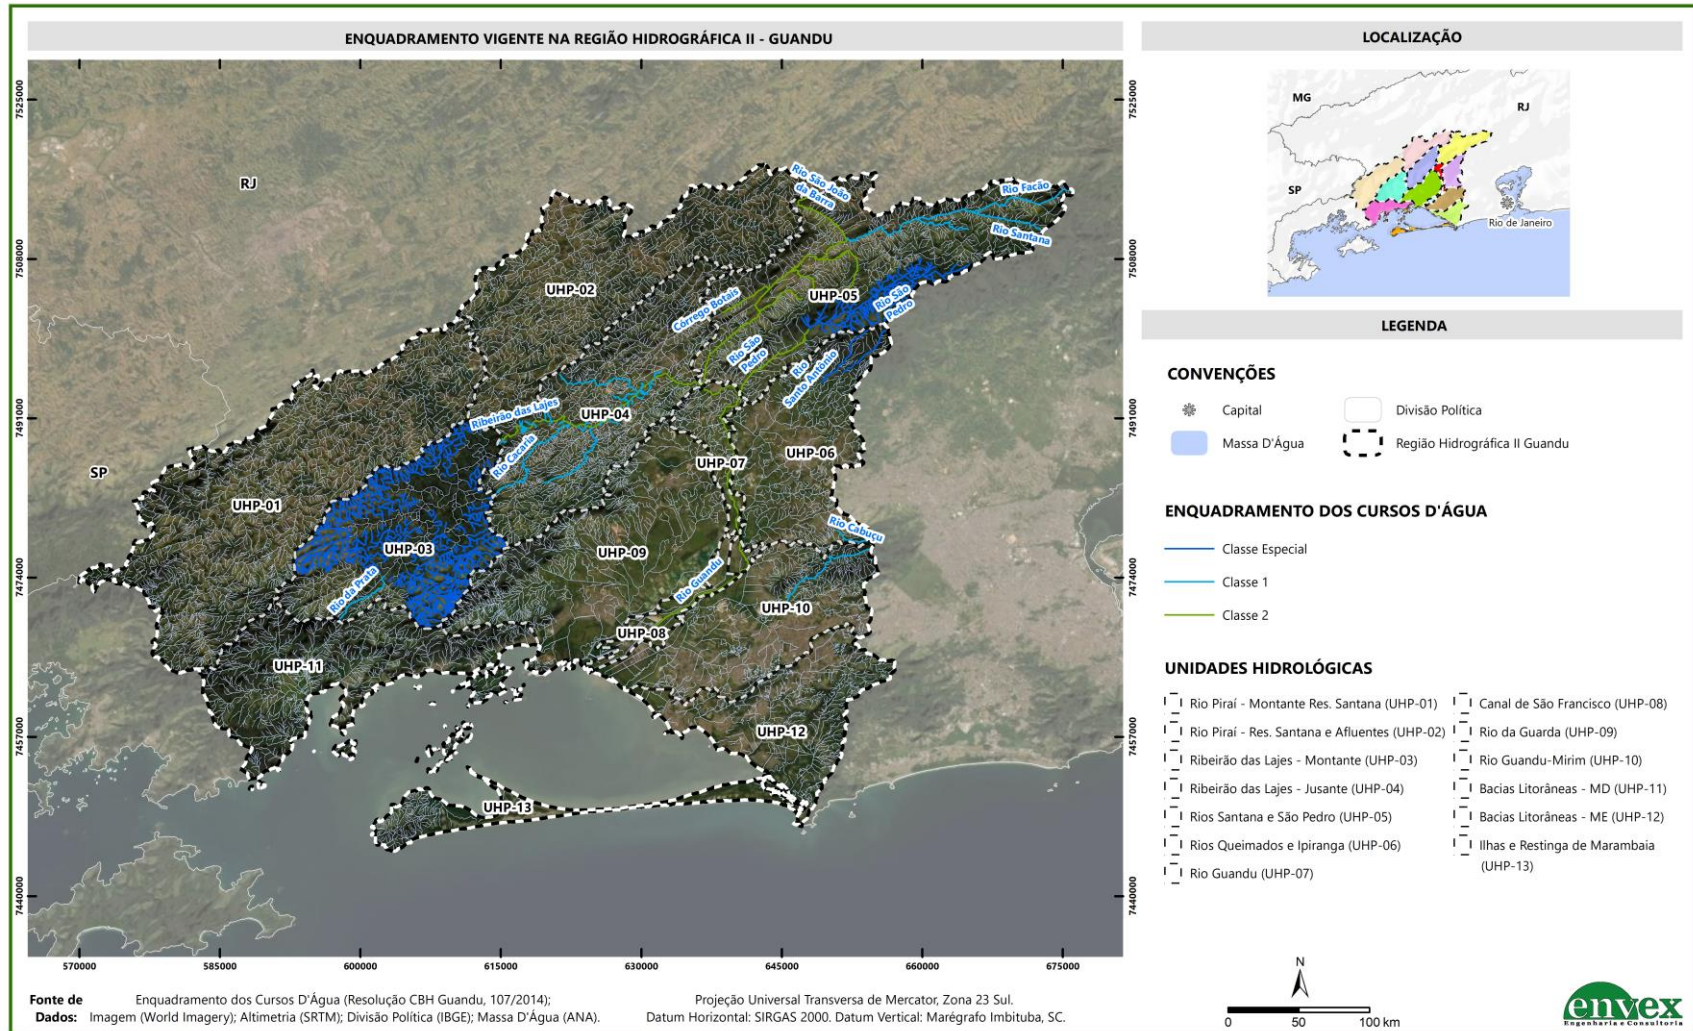 ENQUADRAMENTO VIGENTE NA REGIÃO HIDROGRÁFICA II - GUANDU
7525000
7508000
7491000
7474000
7457000
7440000
7525000
7508000
7491000
7474000
7457000
7440000
570000
585000
600000
615000
630000
645000
660000
675000
RJ
SP
Rio São João
da Barra
Rio Facão
Rio Santana
UHP-02
UHP-05
Córrego Botais
Rio São
Pedro
Rio São
Pedro
Rio
Santo Antônio
Ribeirão das Lajes
UHP-04
Rio Cacaria
UHP-07
UHP-06
UHP-01
UHP-03
UHP-09
Rio Cabuçu
Rio da Prata
Rio Guandu
UHP-10
UHP-08
UHP-11
UHP-12
UHP-13
Fonte de
Dados:
Enquadramento dos Cursos D'Água (Resolução CBH Guandu, 107/2014);
Imagem (World Imagery); Altimetria (SRTM); Divisão Política (IBGE); Massa D'Água (ANA).
Projeção Universal Transversa de Mercator, Zona 23 Sul.
Datum Horizontal: SIRGAS 2000. Datum Vertical: Marégrafo Imbituba, SC.
LOCALIZAÇÃO
MG
RJ
SP
Rio de Janeiro
LEGENDA
CONVENÇÕES
Capital
Divisão Política
Massa D'Água
Região Hidrográfica II Guandu
ENQUADRAMENTO DOS CURSOS D'ÁGUA
Classe Especial
Classe 1
Classe 2
UNIDADES HIDROLÓGICAS
Rio Piraí - Montante Res. Santana (UHP-01)
Rio Piraí - Res. Santana e Afluentes (UHP-02)
Ribeirão das Lajes - Montante (UHP-03)
Ribeirão das Lajes - Jusante (UHP-04)
Rios Santana e São Pedro (UHP-05)
Rios Queimados e Ipiranga (UHP-06)
Rio Guandu (UHP-07)
Canal de São Francisco (UHP-08)
Rio da Guarda (UHP-09)
Rio Guandu-Mirim (UHP-10)
Bacias Litorâneas - MD (UHP-11)
Bacias Litorâneas - ME (UHP-12)
Ilhas e Restinga de Marambaia
(UHP-13)
N
0 50 100 km
envex
Engenharia e Consultoria